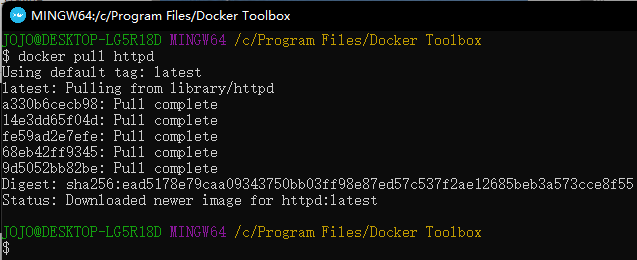 MINGW64:/c/Program Files/Docker Toolbox
JOJO@DESKTOP-LG5R18D MINGW64 /c/Program Files/Docker Toolbox
$ docker pull httpd
Using default tag: latest
latest: Pulling from library/httpd
a330b6cecb98: Pull complete
14e3dd65f04d: Pull complete
fe59ad2e7efe: Pull complete
68eb42ff9345: Pull complete
9d5052bb82be: Pull complete
Digest: sha256:ead5178e79caa09343750bb03ff98e87ed57c537f2ae12685beb3a573cce8f55
Status: Downloaded newer image for httpd:latest
JOJO@DESKTOP-LG5R18D MINGW64 /c/Program Files/Docker Toolbox
$